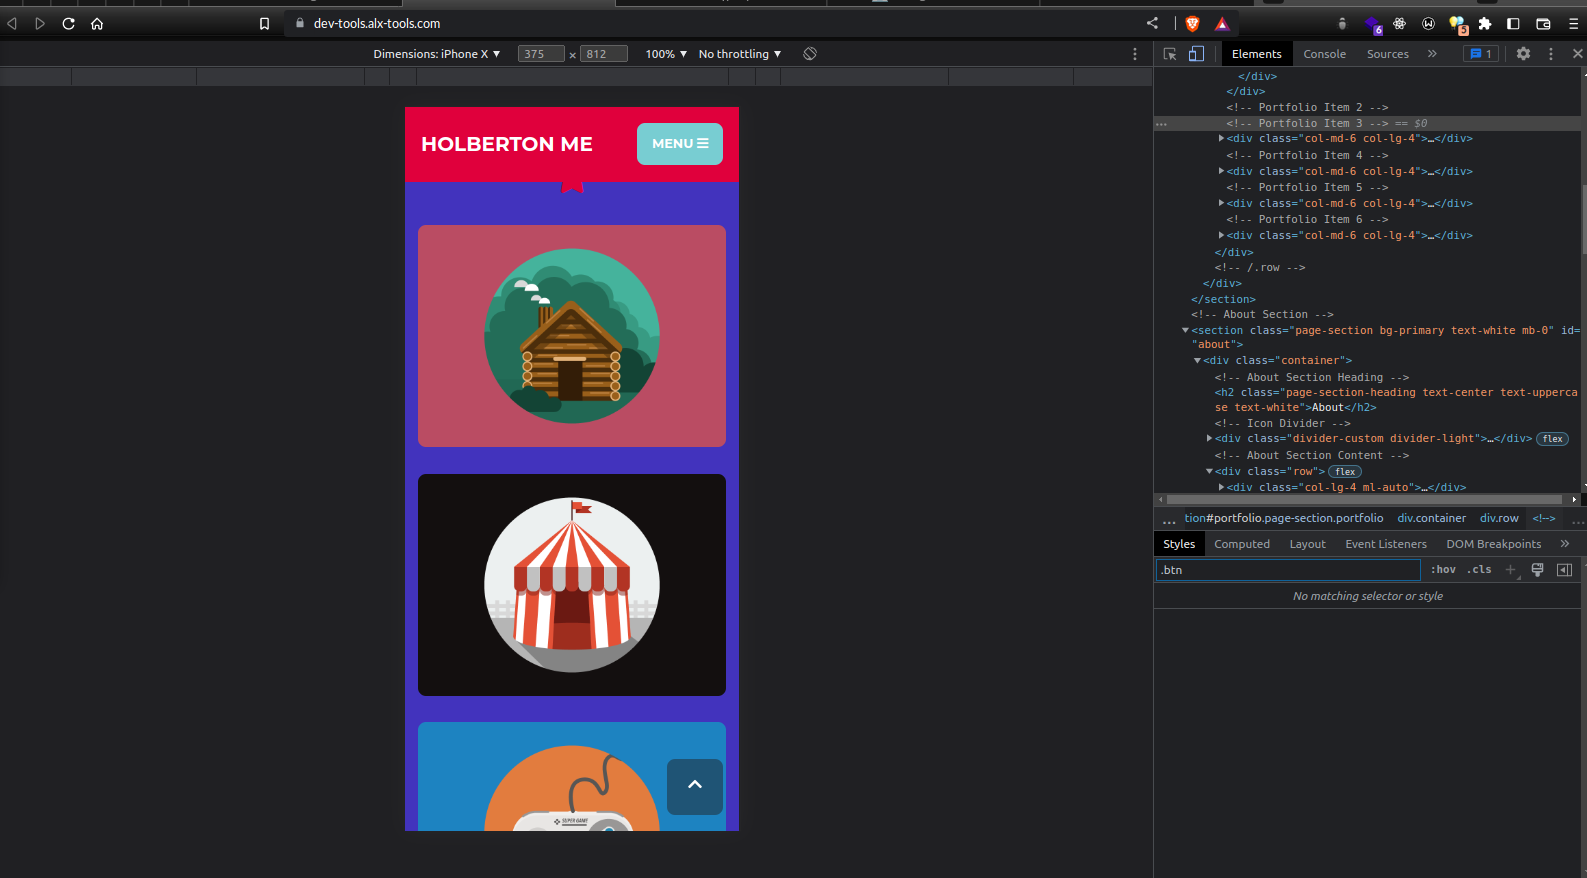 dev-tools.alx-tools.com
6
5
Dimensions: iPhone X ▼ 375 × 812 100% ▼ No throttling ▼
Elements Console Sources » 1
</div>
</div>
<!-- Portfolio Item 2 -->
<!-- Portfolio Item 3 --> == $0
<div class="col-md-6 col-lg-4">…</div>
<!-- Portfolio Item 4 -->
<div class="col-md-6 col-lg-4">…</div>
<!-- Portfolio Item 5 -->
<div class="col-md-6 col-lg-4">…</div>
<!-- Portfolio Item 6 -->
<div class="col-md-6 col-lg-4">…</div>
</div>
<!-- /.row -->
</div>
</section>
<!-- About Section -->
<section class="page-section bg-primary text-white mb-0" id=
"about">
<div class="container">
<!-- About Section Heading -->
<h2 class="page-section-heading text-center text-upperca
se text-white">About</h2>
<!-- Icon Divider -->
<div class="divider-custom divider-light">…</div> flex
<!-- About Section Content -->
<div class="row"> flex
<div class="col-lg-4 ml-auto">…</div>
... tion#portfolio.page-section.portfolio div.container div.row <!--> ...
Styles Computed Layout Event Listeners DOM Breakpoints »
.btn :hov .cls +
No matching selector or style
HOLBERTON ME
MENU
SUPER GAME